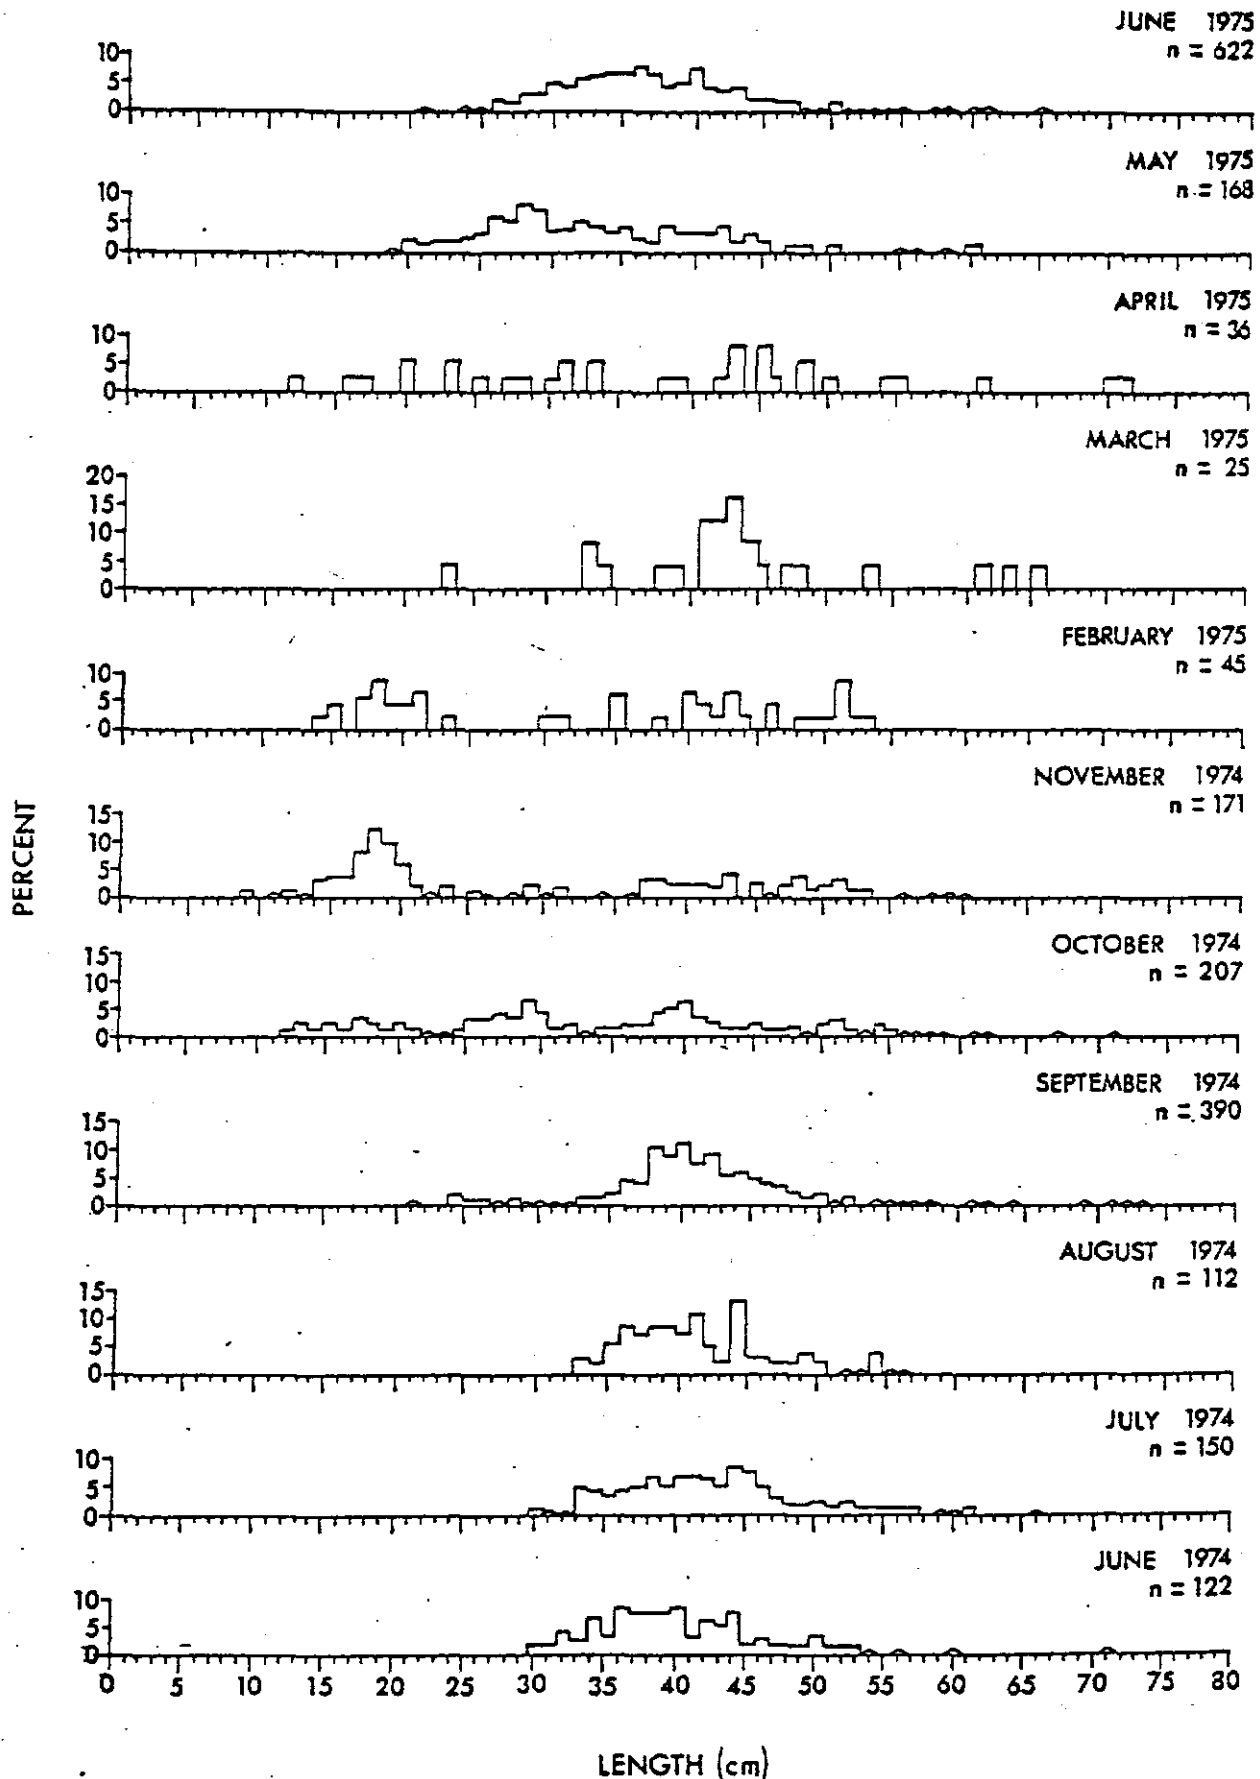 JUNE 1975
n = 622
10
5
0
MAY 1975
n = 168
10
5
0
APRIL 1975
n = 36
10
5
0
MARCH 1975
n = 25
20
15
10
5
0
FEBRUARY 1975
n = 45
10
5
0
NOVEMBER 1974
n = 171
15
10
5
0
PERCENT
OCTOBER 1974
n = 207
15
10
5
0
SEPTEMBER 1974
n = 390
15
10
5
0
AUGUST 1974
n = 112
15
10
5
0
JULY 1974
n = 150
10
5
0
JUNE 1974
n = 122
10
5
0
0 5 10 15 20 25 30 35 40 45 50 55 60 65 70 75 80
LENGTH (cm)